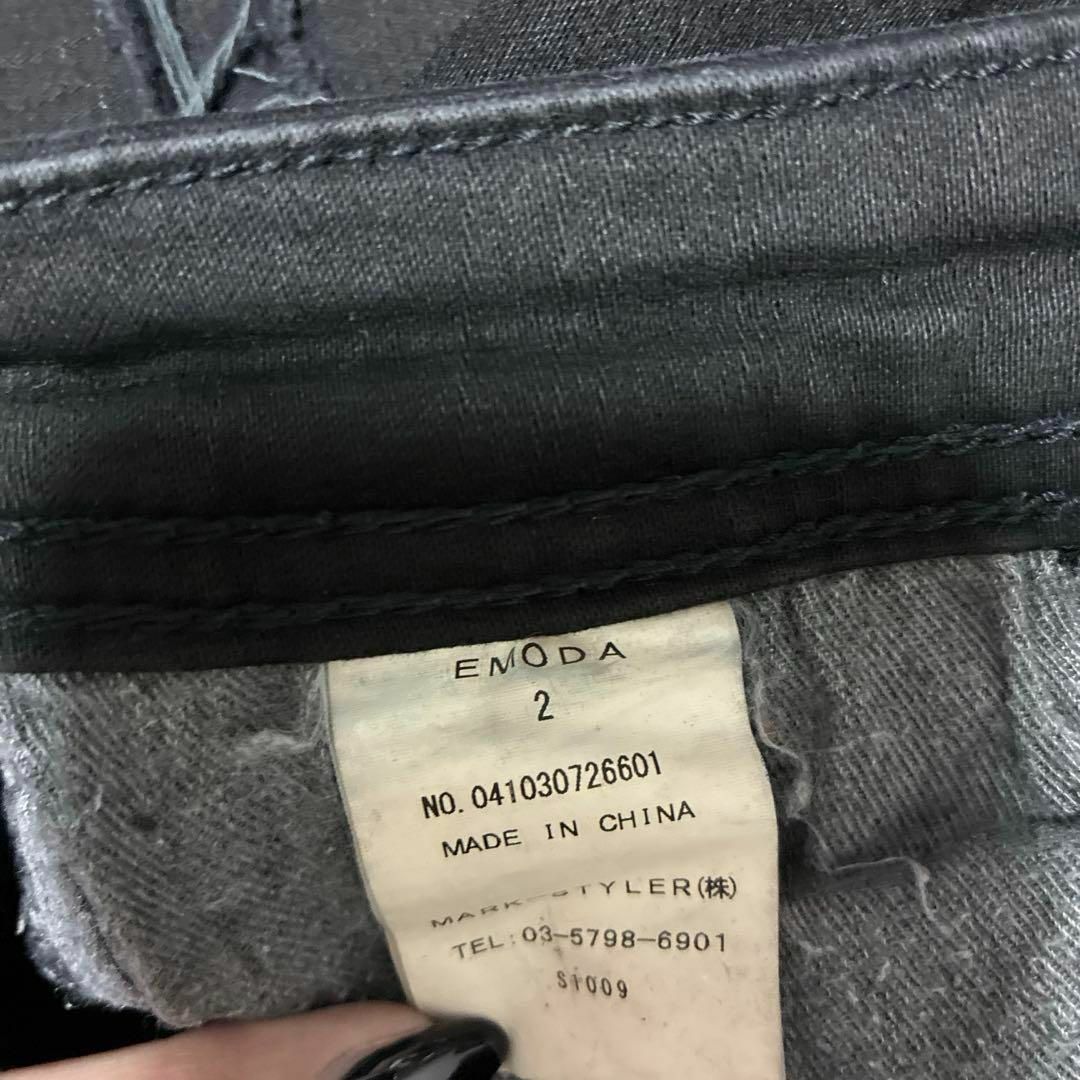 EMODA
2
NO. 041030726601
MADE IN CHINA
MARK STYLER(株)
TEL:03-5798-6901
S1009